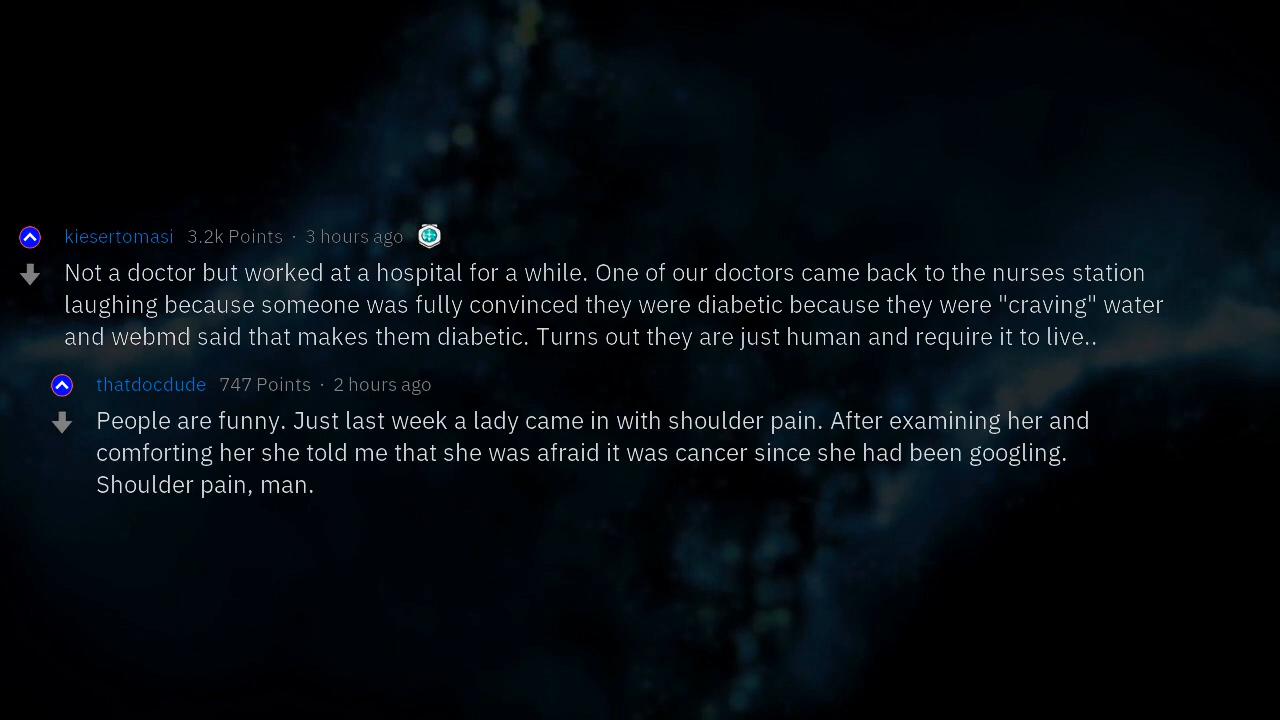 kiesertomasi 3.2k Points · 3 hours ago
Not a doctor but worked at a hospital for a while. One of our doctors came back to the nurses station
laughing because someone was fully convinced they were diabetic because they were "craving" water
and webmd said that makes them diabetic. Turns out they are just human and require it to live..
thatdocdude 747 Points · 2 hours ago
People are funny. Just last week a lady came in with shoulder pain. After examining her and
comforting her she told me that she was afraid it was cancer since she had been googling.
Shoulder pain, man.